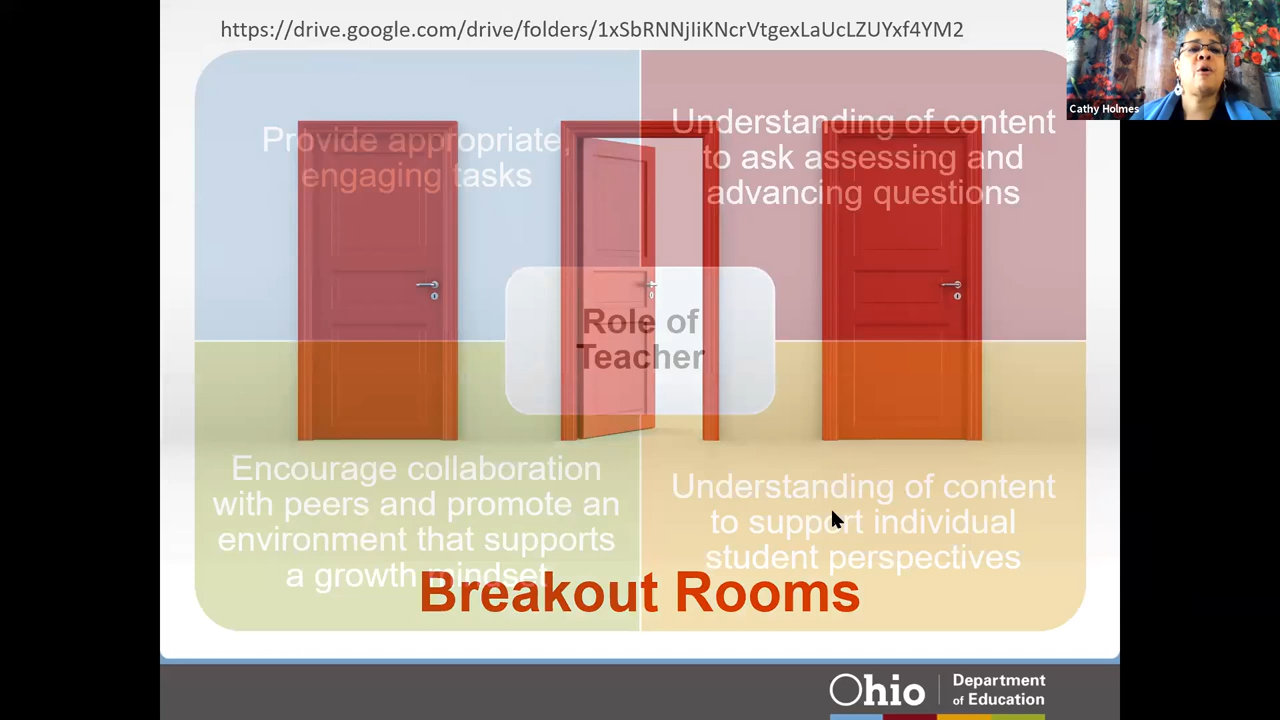 https://drive.google.com/drive/folders/1xSbRNNjIiKNcrVtgexLaUcLZUYxf4YM2
Cathy Holmes
Provide appropriate,
engaging tasks
Understanding of content
to ask assessing and
advancing questions
Role of
Teacher
Encourage collaboration
with peers and promote an
environment that supports
a growth mindset
Understanding of content
to support individual
student perspectives
Breakout Rooms
Ohio
Department
of Education